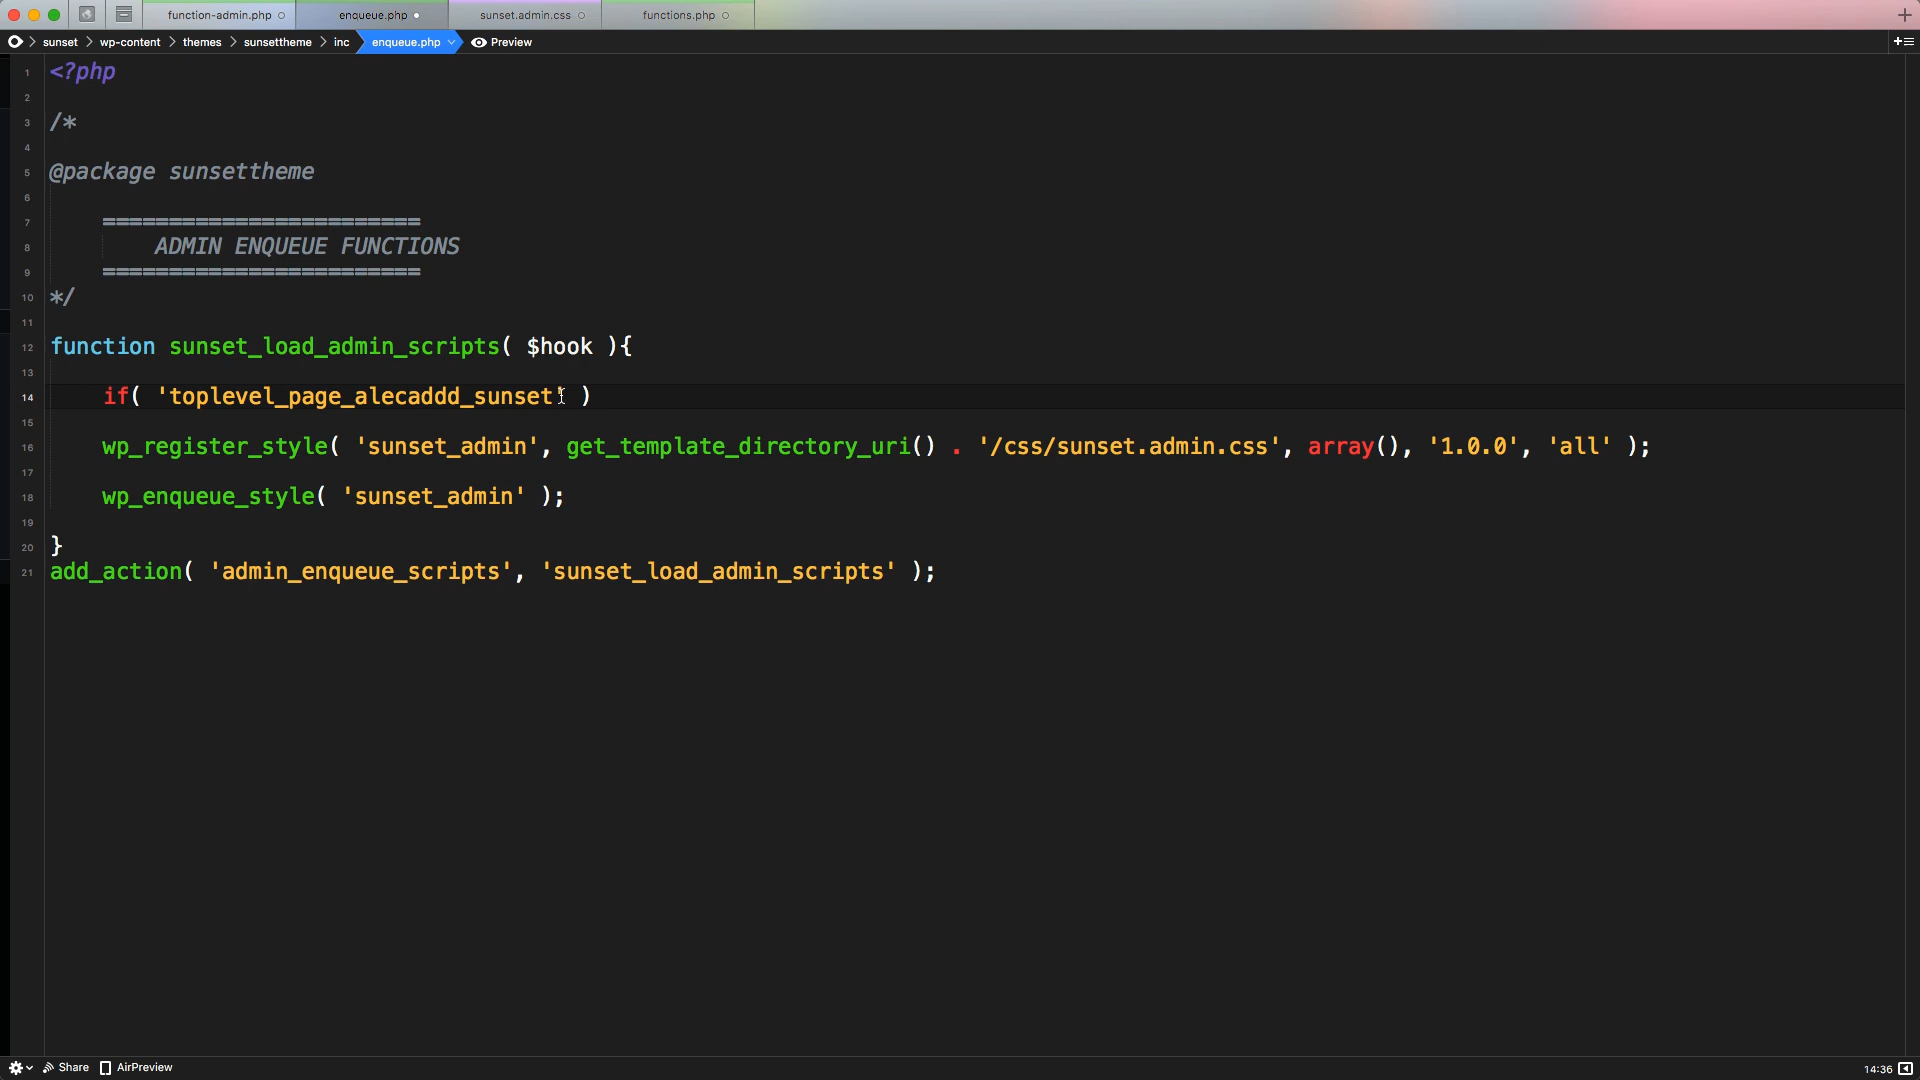 function-admin.php enqueue.php sunset.admin.css functions.php
sunset wp-content themes sunsettheme inc enqueue.php Preview
1 <?php
2
3 /*
4
5 @package sunsettheme
6
7 ========================
8 ADMIN ENQUEUE FUNCTIONS
9 ========================
10 */
11
12 function sunset_load_admin_scripts( $hook ){
13
14 if( 'toplevel_page_alecaddd_sunset' )
15
16 wp_register_style( 'sunset_admin', get_template_directory_uri() . '/css/sunset.admin.css', array(), '1.0.0', 'all' );
17
18 wp_enqueue_style( 'sunset_admin' );
19
20 }
21 add_action( 'admin_enqueue_scripts', 'sunset_load_admin_scripts' );
Share AirPreview 14:36